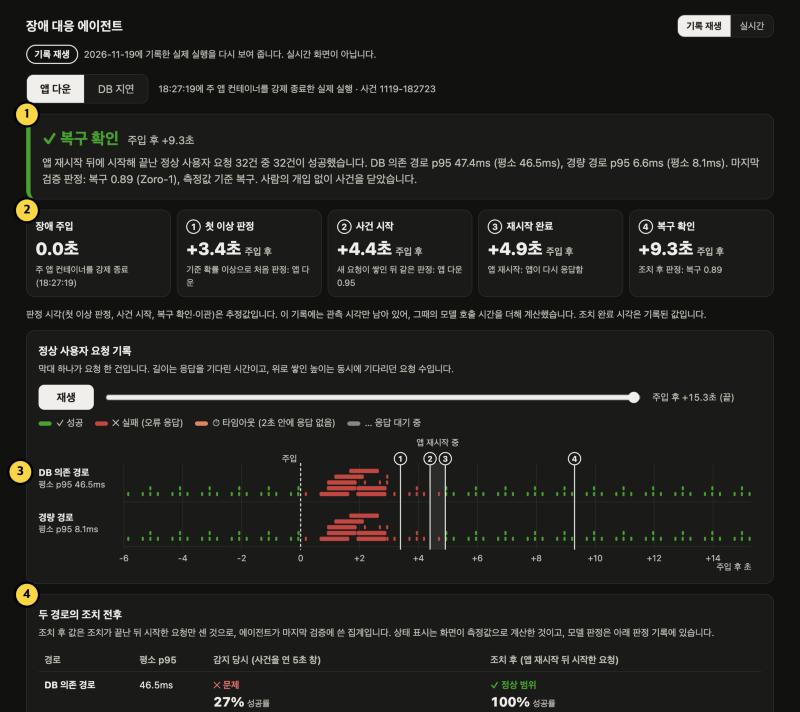 장애 대응 에이전트
기록 재생 실시간
기록 재생 2026-11-19에 기록한 실제 실행을 다시 보여 줍니다. 실시간 화면이 아닙니다.
앱 다운 DB 지연 18:27:19에 주 앱 컨테이너를 강제 종료한 실제 실행 · 사건 1119-182723
1
✓ 복구 확인 주입 후 +9.3초
앱 재시작 뒤에 시작해 끝난 정상 사용자 요청 32건 중 32건이 성공했습니다. DB 의존 경로 p95 47.4ms (평소 46.5ms), 경량 경로 p95 6.6ms (평소 8.1ms). 마지막
검증 판정: 복구 0.89 (Zoro-1), 측정값 기준 복구. 사람의 개입 없이 사건을 닫았습니다.
2
장애 주입
0.0초
주 앱 컨테이너를 강제 종료
(18:27:19)
① 첫 이상 판정
+3.4초 주입 후
기준 확률 이상으로 처음 판정: 앱 다
운
② 사건 시작
+4.4초 주입 후
새 요청이 쌓인 뒤 같은 판정: 앱 다운
0.95
③ 재시작 완료
+4.9초 주입 후
앱 재시작: 앱이 다시 응답함
④ 복구 확인
+9.3초 주입 후
조치 후 판정: 복구 0.89
판정 시각(첫 이상 판정, 사건 시작, 복구 확인·이관)은 추정값입니다. 이 기록에는 관측 시각만 남아 있어, 그때의 모델 호출 시간을 더해 계산했습니다. 조치 완료 시각은 기록된 값입니다.
정상 사용자 요청 기록
막대 하나가 요청 한 건입니다. 길이는 응답을 기다린 시간이고, 위로 쌓인 높이는 동시에 기다리던 요청 수입니다.
재생 주입 후 +15.3초 (끝)
✓ 성공 ✕ 실패 (오류 응답) ⏱ 타임아웃 (2초 안에 응답 없음) … 응답 대기 중
앱 재시작 중
주입 ① ② ③ ④
3
DB 의존 경로
평소 p95 46.5ms
경량 경로
평소 p95 8.1ms
-6 -4 -2 0 +2 +4 +6 +8 +10 +12 +14
주입 후 초
4
두 경로의 조치 전후
조치 후 값은 조치가 끝난 뒤 시작한 요청만 센 것으로, 에이전트가 마지막 검증에 쓴 집계입니다. 상태 표시는 화면이 측정값으로 계산한 것이고, 모델 판정은 아래 판정 기록에 있습니다.
경로 평소 p95 감지 당시 (사건을 연 5초 창) 조치 후 (앱 재시작 뒤 시작한 요청)
DB 의존 경로 46.5ms ✕ 문제 ✓ 정상 범위
27% 성공률 100% 성공률